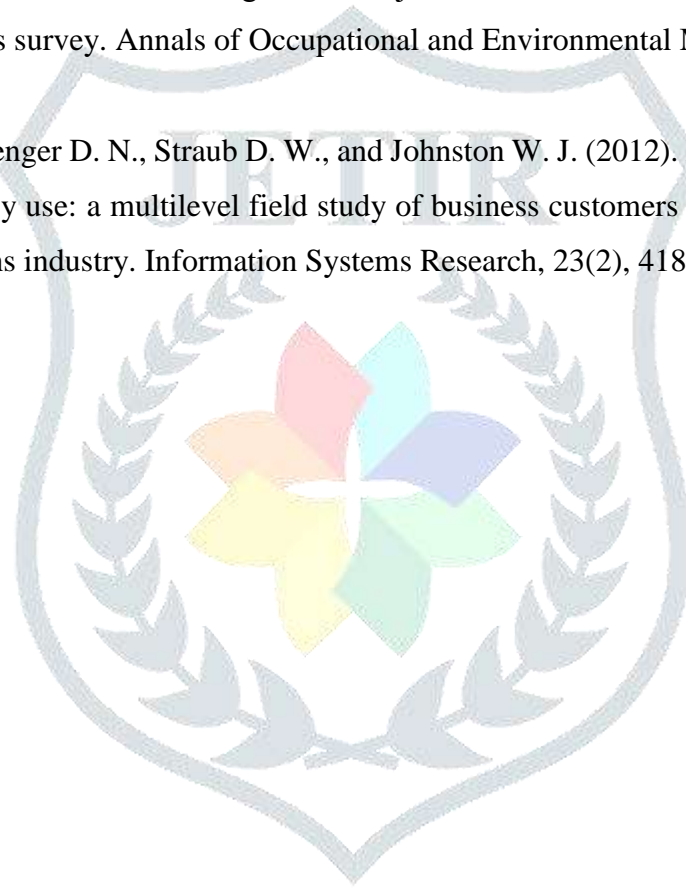 s survey. Annals of Occupational and Environmental M
JETIR
enger D. N., Straub D. W., and Johnston W. J. (2012).
y use: a multilevel field study of business customers
ns industry. Information Systems Research, 23(2), 418